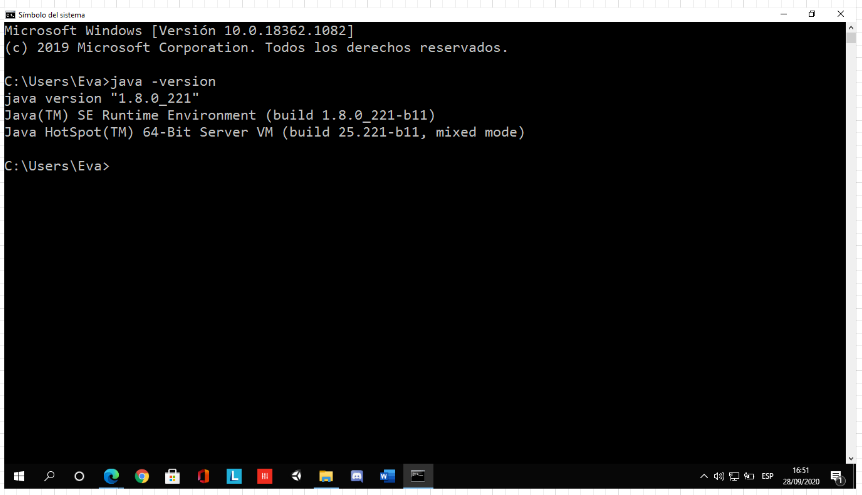 Símbolo del sistema
Microsoft Windows [Versión 10.0.18362.1082]
(c) 2019 Microsoft Corporation. Todos los derechos reservados.
C:\Users\Eva>java -version
java version "1.8.0_221"
Java(TM) SE Runtime Environment (build 1.8.0_221-b11)
Java HotSpot(TM) 64-Bit Server VM (build 25.221-b11, mixed mode)
C:\Users\Eva>
L
W
ESP
16:51
28/09/2020
1